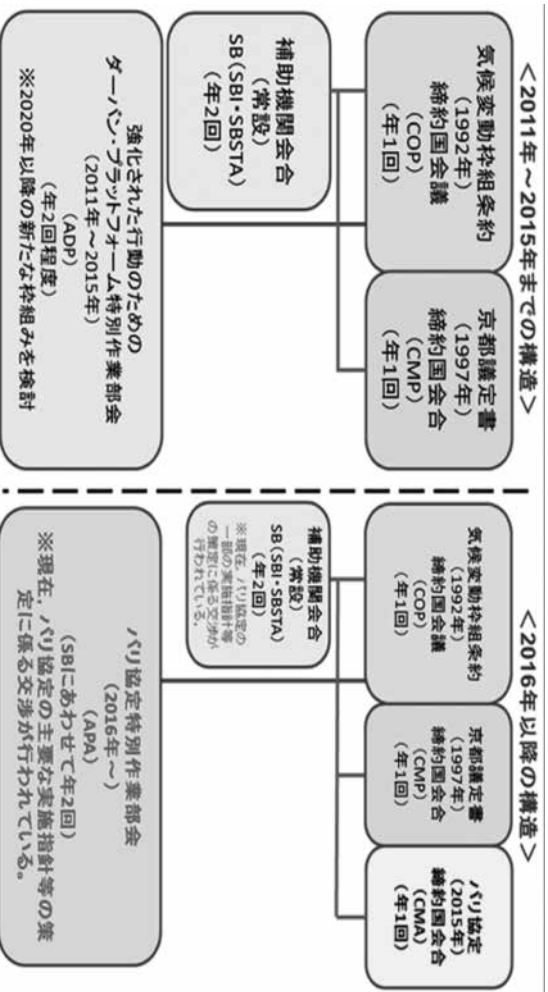 ＜2011年～2015年までの構造＞
気候変動枠組条約
(1992年)
締約国会議
(COP)
(年1回)
京都議定書
(1997年)
締約国会合
(CMP)
(年1回)
補助機関会合
(常設)
SB(SBI・SBSTA)
(年2回)
強化された行動のための
ダーバン・プラットフォーム特別作業部会
(2011年～2015年)
(ADP)
(年2回程度)
※2020年以降の新たな枠組みを検討
＜2016年以降の構造＞
気候変動枠組条約
(1992年)
締約国会議
(COP)
(年1回)
京都議定書
(1997年)
締約国会合
(CMP)
(年1回)
パリ協定
(2015年)
締約国会合
(CMA)
(年1回)
補助機関会合
(常設)
SB(SBI・SBSTA)
(年2回)
※現在，パリ協定の
一部の実施指針等
の策定に係る交渉が
行われている。
パリ協定特別作業部会
(2016年～)
(APA)
(SBにあわせて年2回)
※現在，パリ協定の主要な実施指針等の策
定に係る交渉が行われている。